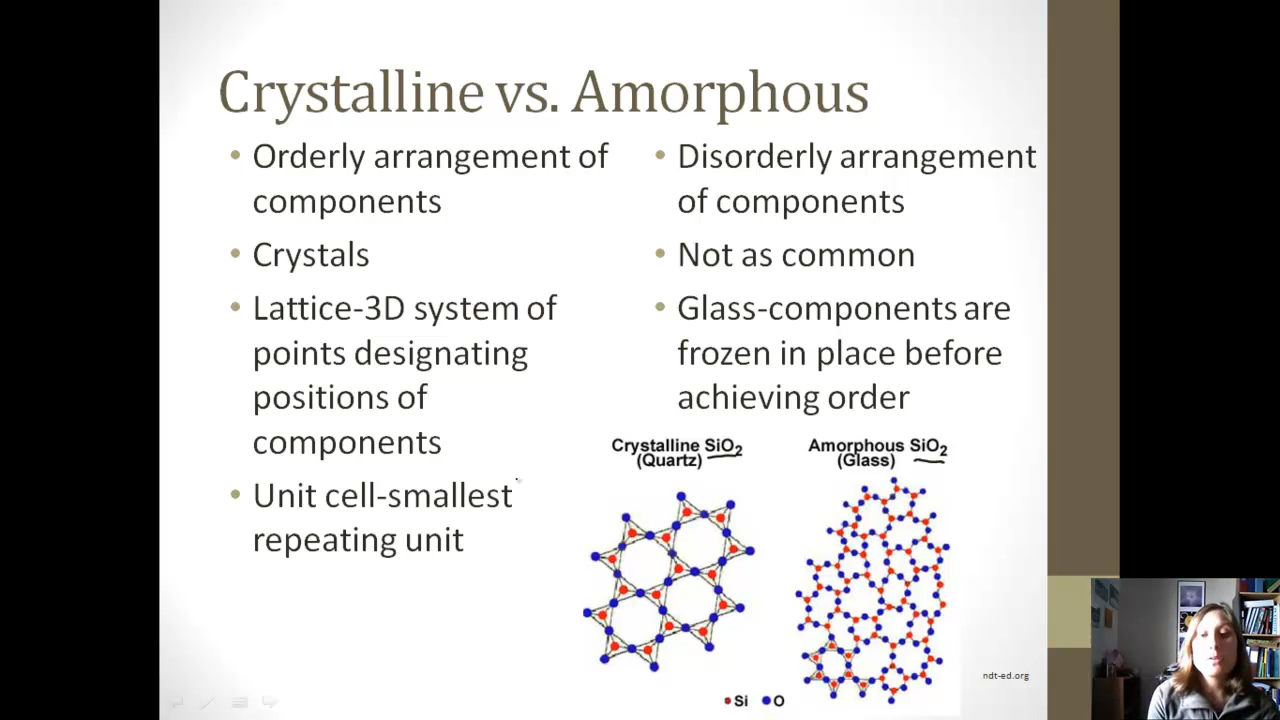 Crystalline vs. Amorphous
• Orderly arrangement of
components
• Crystals
• Lattice-3D system of
points designating
positions of
components
• Unit cell-smallest
repeating unit
• Disorderly arrangement
of components
• Not as common
• Glass-components are
frozen in place before
achieving order
Crystalline SiO₂
(Quartz)
Amorphous SiO₂
(Glass)
Si O
ndt-ed.org